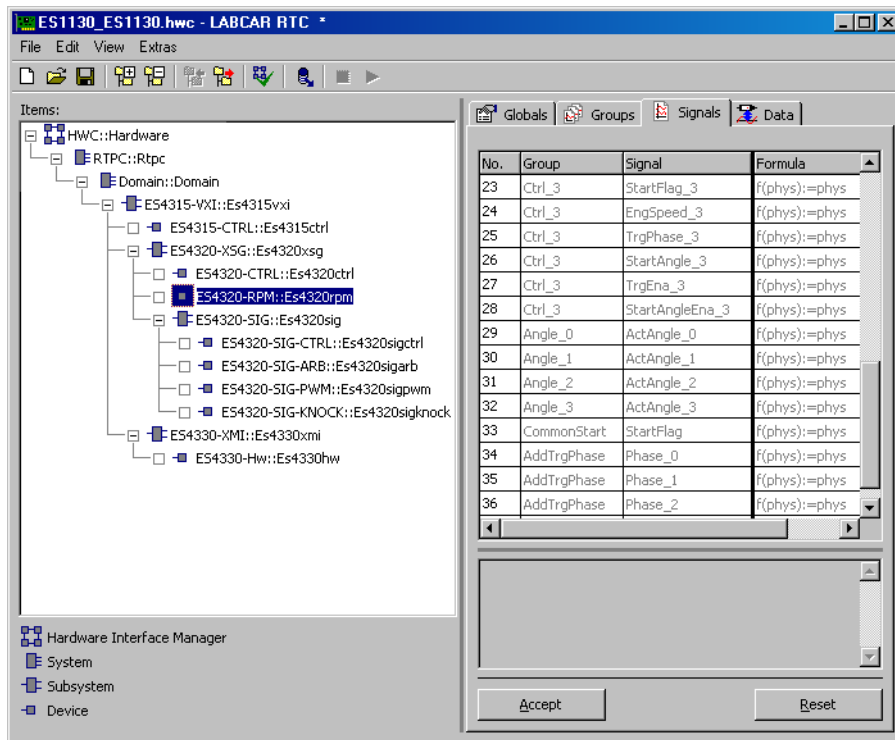 ES1130_ES1130.hwc - LABCAR RTC *
File Edit View Extras
Items:
HWC::Hardware
RTPC::Rtpc
Domain::Domain
ES4315-VXI::Es4315vxi
ES4315-CTRL::Es4315ctrl
ES4320-XSG::Es4320xsg
ES4320-CTRL::Es4320ctrl
ES4320-RPM::Es4320rpm
ES4320-SIG::Es4320sig
ES4320-SIG-CTRL::Es4320sigctrl
ES4320-SIG-ARB::Es4320sigarb
ES4320-SIG-PWM::Es4320sigpwm
ES4320-SIG-KNOCK::Es4320sigknock
ES4330-XMI::Es4330xmi
ES4330-Hw::Es4330hw
Hardware Interface Manager
System
Subsystem
Device
Globals Groups Signals Data
No. Group Signal Formula
23 Ctrl_3 StartFlag_3 f(phys):=phys
24 Ctrl_3 EngSpeed_3 f(phys):=phys
25 Ctrl_3 TrgPhase_3 f(phys):=phys
26 Ctrl_3 StartAngle_3 f(phys):=phys
27 Ctrl_3 TrgEna_3 f(phys):=phys
28 Ctrl_3 StartAngleEna_3 f(phys):=phys
29 Angle_0 ActAngle_0 f(phys):=phys
30 Angle_1 ActAngle_1 f(phys):=phys
31 Angle_2 ActAngle_2 f(phys):=phys
32 Angle_3 ActAngle_3 f(phys):=phys
33 CommonStart StartFlag f(phys):=phys
34 AddTrgPhase Phase_0 f(phys):=phys
35 AddTrgPhase Phase_1 f(phys):=phys
36 AddTrgPhase Phase_2 f(phys):=phys
Accept Reset